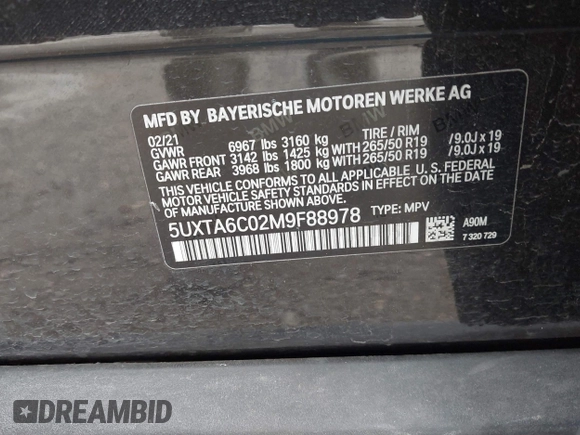 MFD BY BAYERISCHE MOTOREN WERKE AG
02/21 TIRE / RIM
GVWR 6967 lbs 3160 kg
GAWR FRONT 3142 lbs 1425 kg WITH 265/50 R19 /9.0J x 19
GAWR REAR 3968 lbs 1800 kg WITH 265/50 R19 /9.0J x 19
THIS VEHICLE CONFORMS TO ALL APPLICABLE U.S. FEDERAL
MOTOR VEHICLE SAFETY STANDARDS IN EFFECT ON THE DATE OF
MANUFACTURE SHOWN ABOVE.
5UXTA6C02M9F88978 TYPE: MPV
A90M
7 320 729
DREAMBID